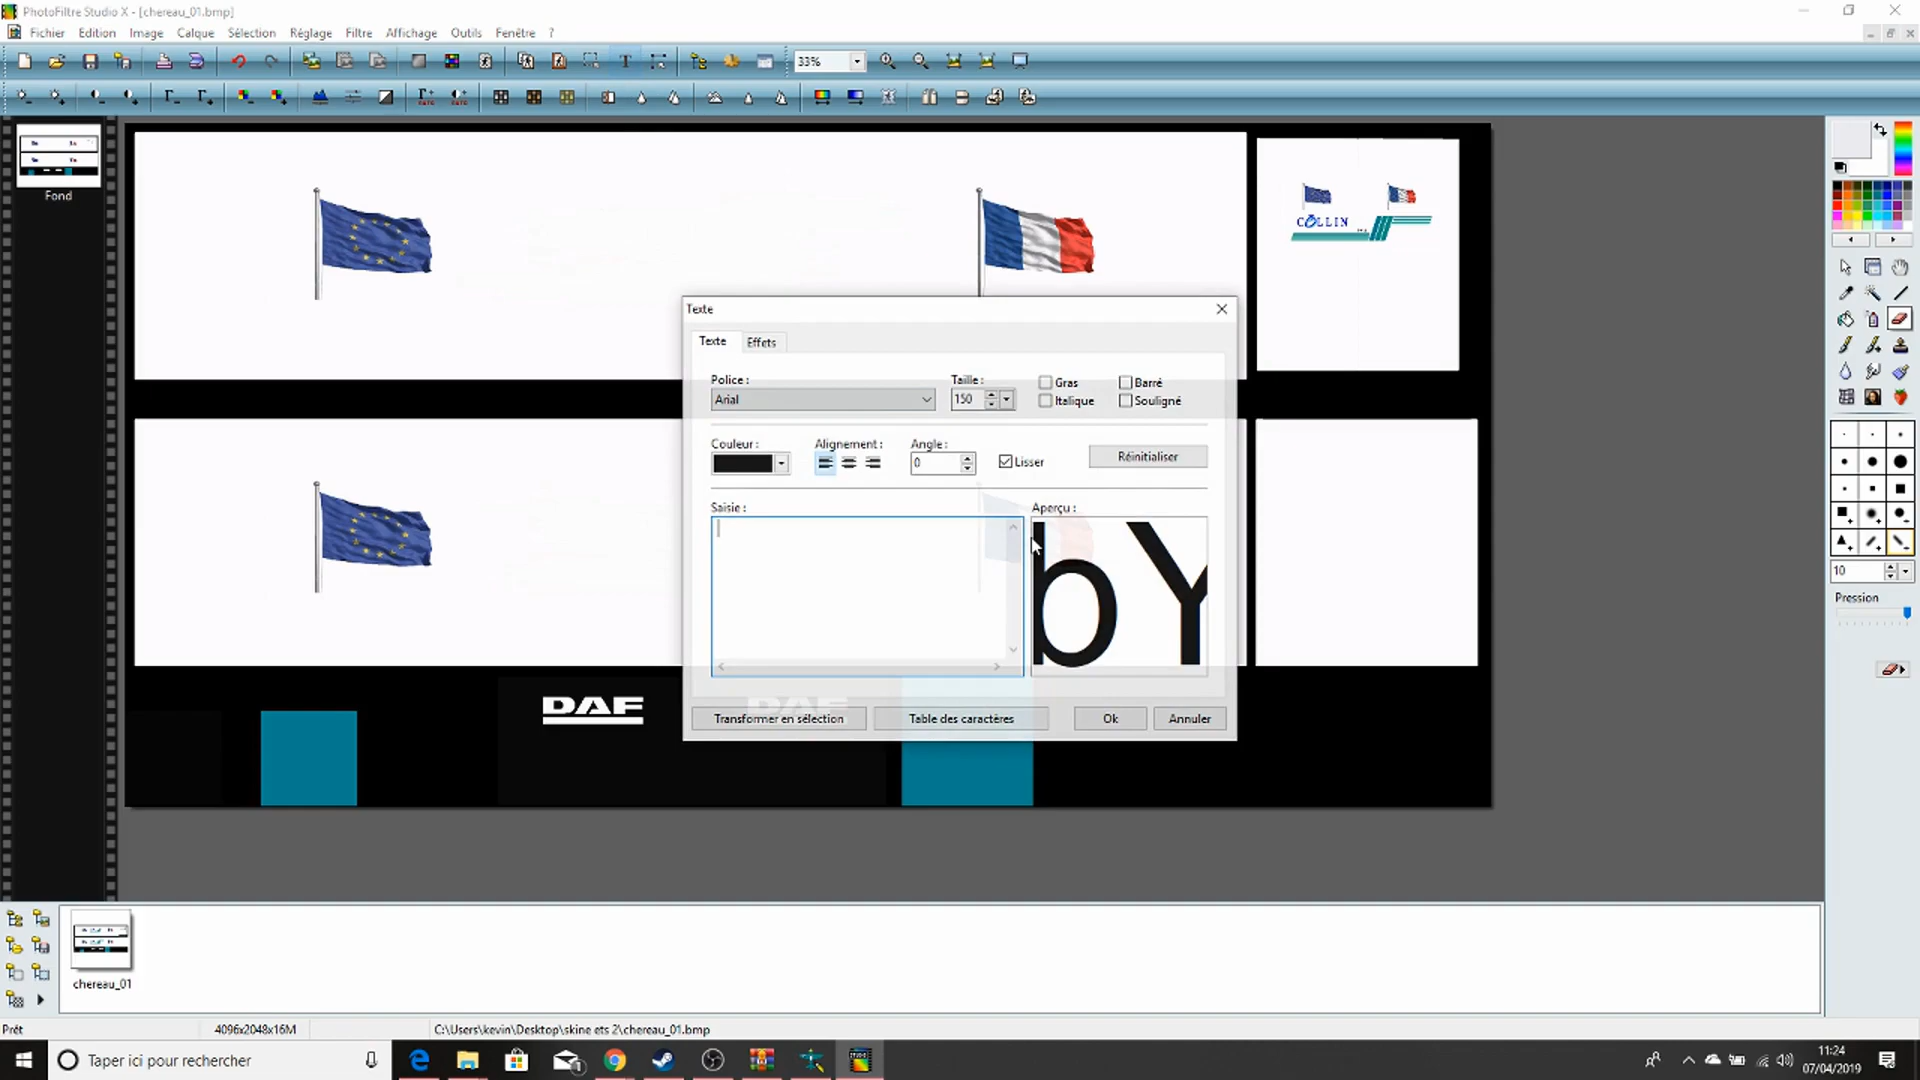 PhotoFiltre Studio X - [chereau_01.bmp]
Fichier Edition Image Calque Sélection Réglage Filtre Affichage Outils Fenêtre ?
33%
Fond
COLLIN
Texte
Texte Effets
Police : Taille : Gras Barré
Arial 150 Italique Souligné
Couleur : Alignement : Angle : Réinitialiser
0 Lisser
Saisie : Aperçu :
bY
10
Pression
DAF
DAF
Transformer en sélection Table des caractères Ok Annuler
chereau_01
Prêt 4096x2048x16M C:\Users\kevin\Desktop\skine ets 2\chereau_01.bmp
Taper ici pour rechercher
11:24
07/04/2019